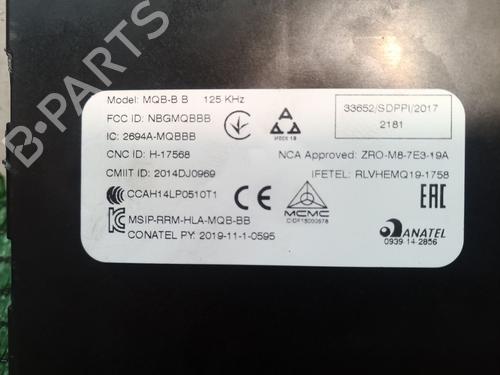 Model: MQB-B B 125 KHz
FCC ID: NBGMQBBB
IC: 2694A-MQBBB
CNC ID: H-17568
CMIIT ID: 2014DJ0969
CCAH14LP0510T1
MSIP-RRM-HLA-MQB-BB
CONATEL PY: 2019-11-1-0595
33652/SDPPI/2017
2181
NCA Approved: ZRO-M8-7E3-19A
IFETEL: RLVHEMQ19-1758
CE
MCMC
CIDF15000578
EAC
ANATEL
0939-14-2856
B-PARTS